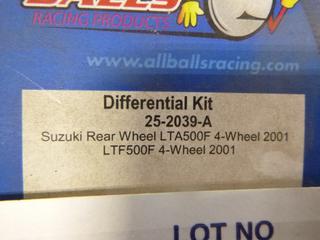 BALLS
RACING PRODUCTS
www.allballsracing.com
Differential Kit
25-2039-A
Suzuki Rear Wheel LTA500F 4-Wheel 2001
LTF500F 4-Wheel 2001
LOT NO